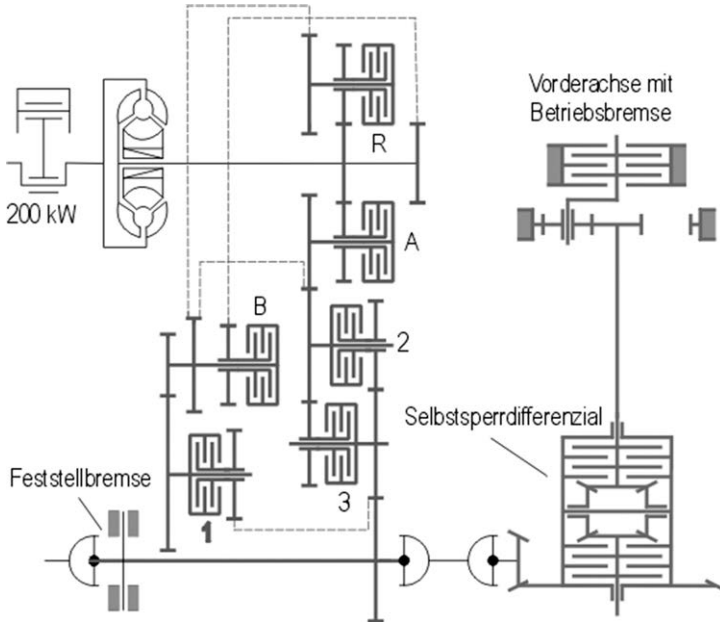 Vorderachse mit
Betriebsbremse
R
200 kW
A
B
2
Selbstsperrdifferenzial
Feststellbremse
3
1